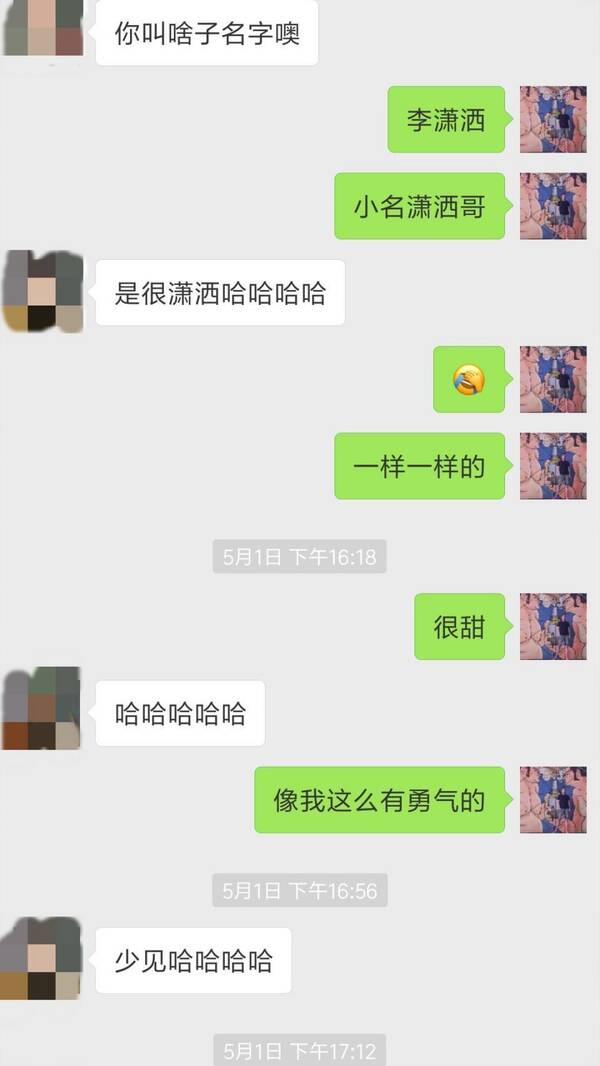 你叫啥子名字噢
李潇洒
小名潇洒哥
是很潇洒哈哈哈哈
🤣
一样一样的
5月1日 下午16:18
很甜
哈哈哈哈哈
像我这么有勇气的
5月1日 下午16:56
少见哈哈哈哈
5月1日 下午17:12